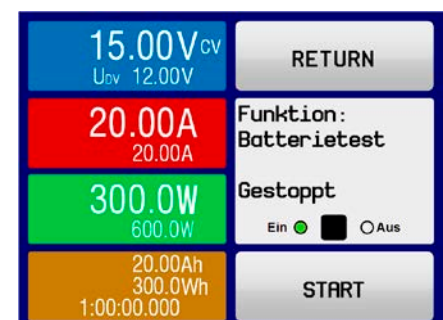 15.00V CV
UDV 12.00V
20.00A
20.00A
300.0W
600.0W
20.00Ah
300.0Wh
1:00:00.000
RETURN
Funktion:
Batterietest
Gestoppt
Ein Aus
START